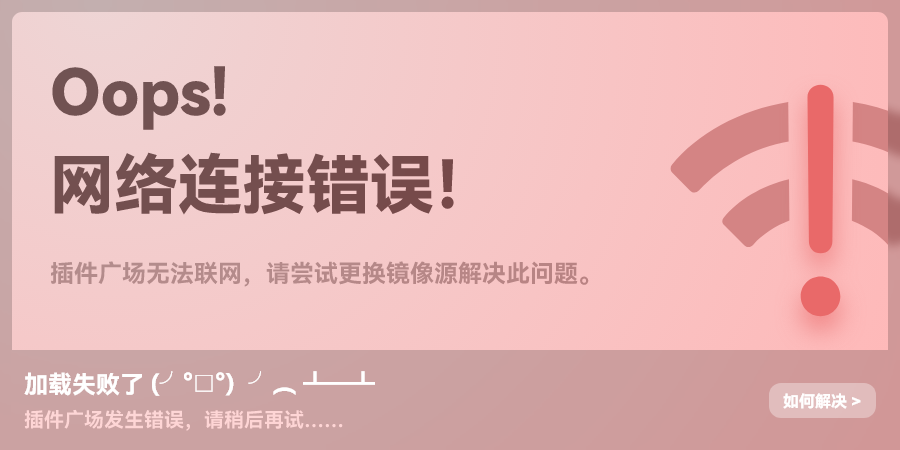 Oops!
网络连接错误!
插件广场无法联网，请尝试更换镜像源解决此问题。
加载失败了 (╯°□°) ╯ ︵ ┻━┻
插件广场发生错误，请稍后再试……
如何解决 >